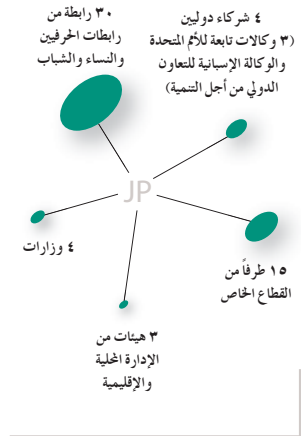 ٣٠ رابطة من
رابطات الحرفيين
والنساء والشباب
٤ شركاء دوليين
(٣ وكالات تابعة للأمم المتحدة
والوكالة الإسبانية للتعاون
الدولي من أجل التنمية)
JP
٤ وزارات
١٥ طرفاً من
القطاع الخاص
٣ هيئات من
الإدارة المحلية
والإقليمية